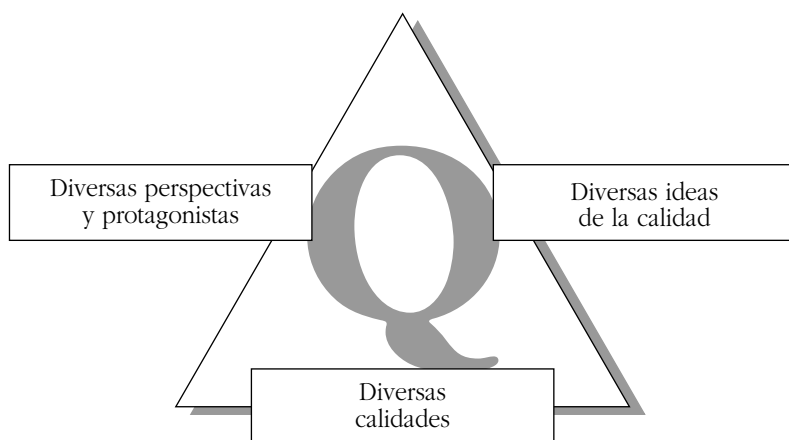 Diversas perspectivas
y protagonistas
Diversas ideas
de la calidad
Q
Diversas
calidades